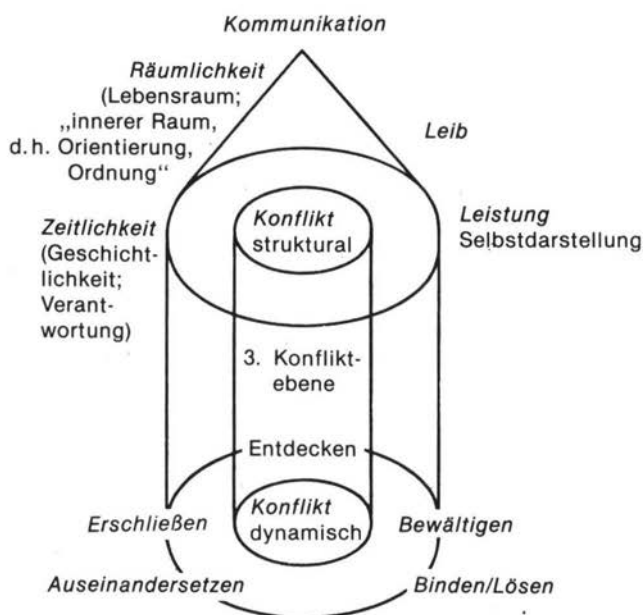 Kommunikation
Räumlichkeit
(Lebensraum;
„innerer Raum,
d.h. Orientierung,
Ordnung“
Leib
Zeitlichkeit
(Geschicht-
lichkeit;
Verant-
wortung)
Konflikt
struktural
Leistung
Selbstdarstellung
3. Konflikt-
ebene
Entdecken
Erschließen
Konflikt
dynamisch
Bewältigen
Auseinandersetzen
Binden/Lösen